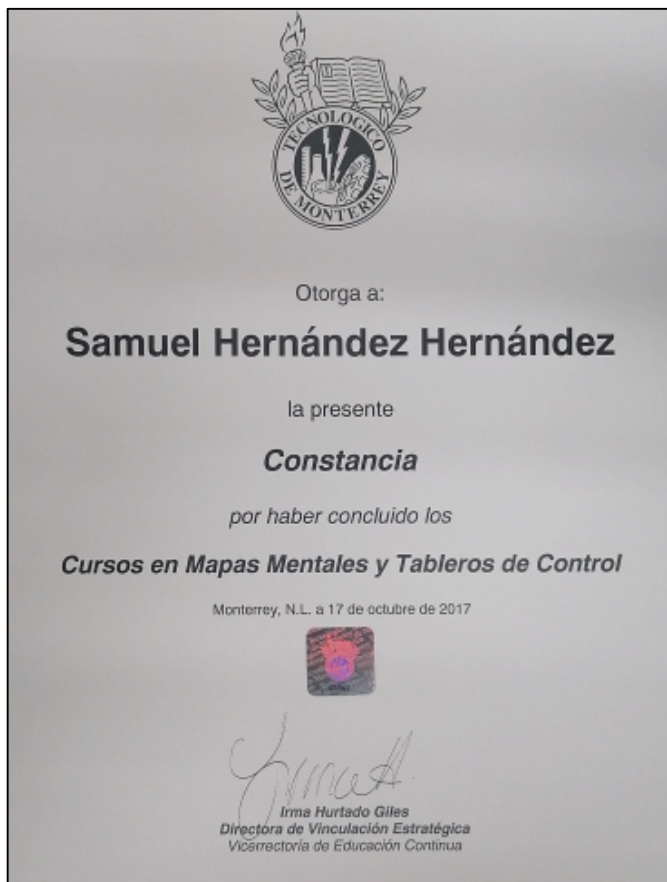 TECNOLOGICO
DE MONTERREY
Otorga a:
Samuel Hernández Hernández
la presente
Constancia
por haber concluido los
Cursos en Mapas Mentales y Tableros de Control
Monterrey, N.L. a 17 de octubre de 2017
Irma Hurtado Giles
Directora de Vinculación Estratégica
Vicerrectoría de Educación Continua